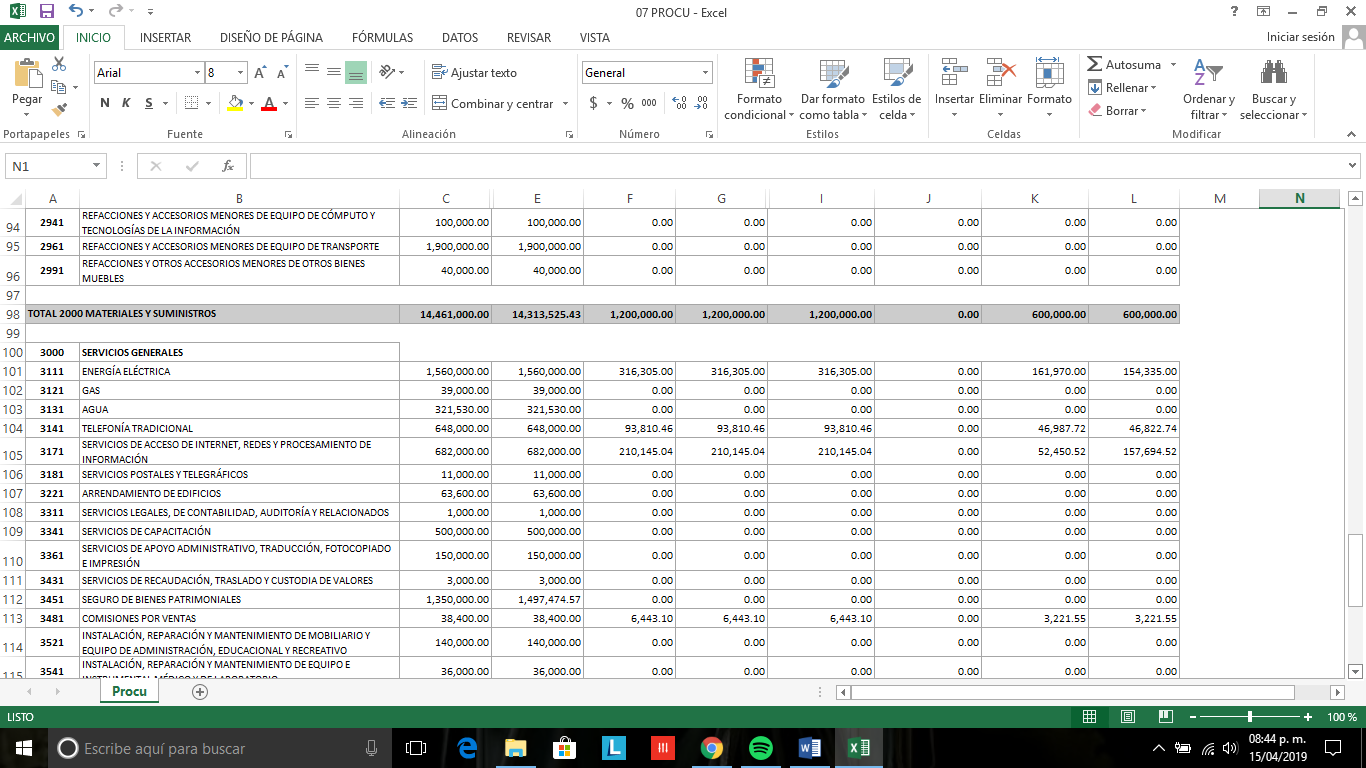 07 PROCU - Excel
ARCHIVO INICIO INSERTAR DISEÑO DE PÁGINA FÓRMULAS DATOS REVISAR VISTA Iniciar sesión
Pegar
Arial 8
N K S
Ajustar texto
Combinar y centrar
General
$ % 000
Formato condicional
Dar formato como tabla
Estilos de celda
Insertar Eliminar Formato
Autosuma
Rellenar
Borrar
Ordenar y filtrar
Buscar y seleccionar
Portapapeles Fuente Alineación Número Estilos Celdas Modificar
N1 fx
A B C E F G I J K L M N
94 2941 REFACCIONES Y ACCESORIOS MENORES DE EQUIPO DE CÓMPUTO Y 100,000.00 100,000.00 0.00 0.00 0.00 0.00 0.00 0.00
TECNOLOGÍAS DE LA INFORMACIÓN
95 2961 REFACCIONES Y ACCESORIOS MENORES DE EQUIPO DE TRANSPORTE 1,900,000.00 1,900,000.00 0.00 0.00 0.00 0.00 0.00 0.00
96 2991 REFACCIONES Y OTROS ACCESORIOS MENORES DE OTROS BIENES 40,000.00 40,000.00 0.00 0.00 0.00 0.00 0.00 0.00
MUEBLES
97
98 TOTAL 2000 MATERIALES Y SUMINISTROS 14,461,000.00 14,313,525.43 1,200,000.00 1,200,000.00 1,200,000.00 0.00 600,000.00 600,000.00
99
100 3000 SERVICIOS GENERALES
101 3111 ENERGÍA ELÉCTRICA 1,560,000.00 1,560,000.00 316,305.00 316,305.00 316,305.00 0.00 161,970.00 154,335.00
102 3121 GAS 39,000.00 39,000.00 0.00 0.00 0.00 0.00 0.00 0.00
103 3131 AGUA 321,530.00 321,530.00 0.00 0.00 0.00 0.00 0.00 0.00
104 3141 TELEFONÍA TRADICIONAL 648,000.00 648,000.00 93,810.46 93,810.46 93,810.46 0.00 46,987.72 46,822.74
105 3171 SERVICIOS DE ACCESO DE INTERNET, REDES Y PROCESAMIENTO DE 682,000.00 682,000.00 210,145.04 210,145.04 210,145.04 0.00 52,450.52 157,694.52
INFORMACIÓN
106 3181 SERVICIOS POSTALES Y TELEGRÁFICOS 11,000.00 11,000.00 0.00 0.00 0.00 0.00 0.00 0.00
107 3221 ARRENDAMIENTO DE EDIFICIOS 63,600.00 63,600.00 0.00 0.00 0.00 0.00 0.00 0.00
108 3311 SERVICIOS LEGALES, DE CONTABILIDAD, AUDITORÍA Y RELACIONADOS 1,000.00 1,000.00 0.00 0.00 0.00 0.00 0.00 0.00
109 3341 SERVICIOS DE CAPACITACIÓN 500,000.00 500,000.00 0.00 0.00 0.00 0.00 0.00 0.00
110 3361 SERVICIOS DE APOYO ADMINISTRATIVO, TRADUCCIÓN, FOTOCOPIADO 150,000.00 150,000.00 0.00 0.00 0.00 0.00 0.00 0.00
E IMPRESIÓN
111 3431 SERVICIOS DE RECAUDACIÓN, TRASLADO Y CUSTODIA DE VALORES 3,000.00 3,000.00 0.00 0.00 0.00 0.00 0.00 0.00
112 3451 SEGURO DE BIENES PATRIMONIALES 1,350,000.00 1,497,474.57 0.00 0.00 0.00 0.00 0.00 0.00
113 3481 COMISIONES POR VENTAS 38,400.00 38,400.00 6,443.10 6,443.10 6,443.10 0.00 3,221.55 3,221.55
114 3521 INSTALACIÓN, REPARACIÓN Y MANTENIMIENTO DE MOBILIARIO Y 140,000.00 140,000.00 0.00 0.00 0.00 0.00 0.00 0.00
EQUIPO DE ADMINISTRACIÓN, EDUCACIONAL Y RECREATIVO
115 3541 INSTALACIÓN, REPARACIÓN Y MANTENIMIENTO DE EQUIPO E 36,000.00 36,000.00 0.00 0.00 0.00 0.00 0.00 0.00
Procu
LISTO 100 %
Escribe aquí para buscar
08:44 p. m.
15/04/2019